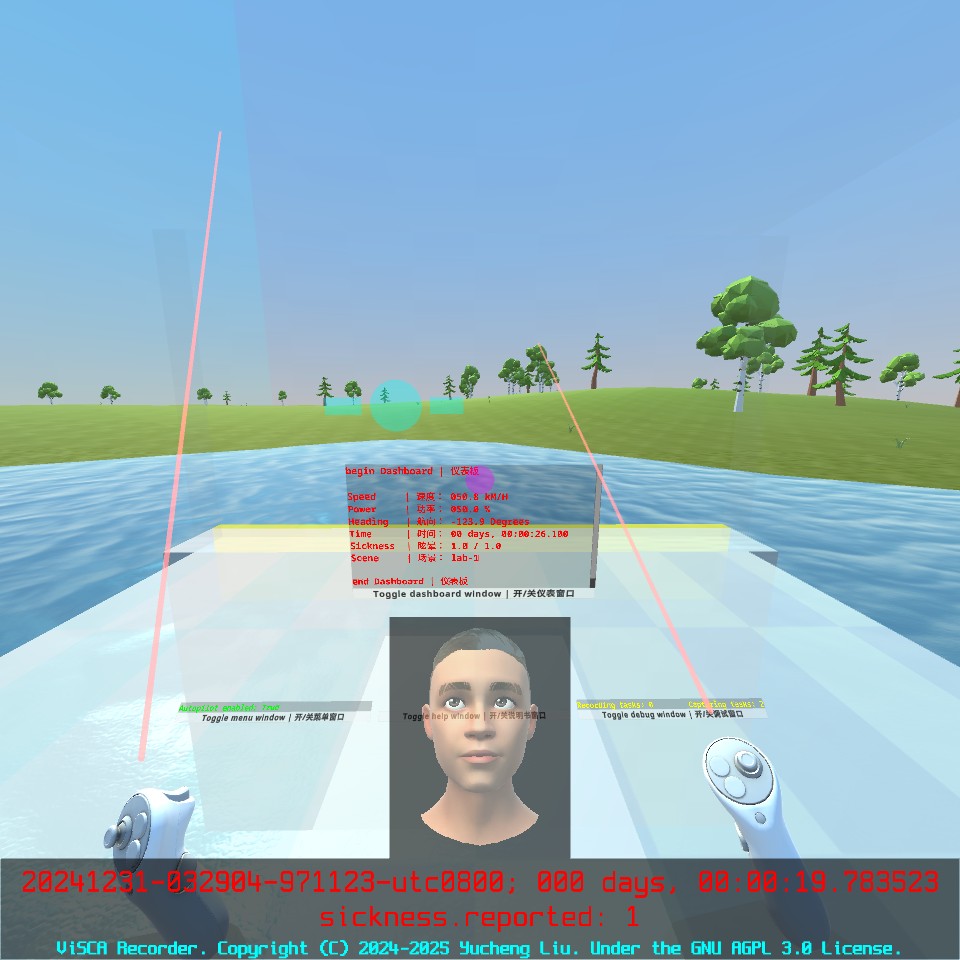 begin Dashboard | 仪表板
Speed | 速度： 050.8 kM/H
Power | 功率： 050.0 %
Heading | 航向： -123.9 Degrees
Time | 时间： 00 days, 00:00:26.100
Sickness | 眩晕： 1.0 / 1.0
Scene | 场景： lab-1
end Dashboard | 仪表板
Toggle dashboard window | 开/关仪表窗口
Autopilot enabled: True
Toggle menu window | 开/关菜单窗口
Toggle help window | 开/关说明书窗口
Recording tasks: 0 Capturing tasks: 2
Toggle debug window | 开/关调试窗口
20241231-032904-971123-utc0800; 000 days, 00:00:19.783523
sickness.reported: 1
ViSCA Recorder. Copyright (C) 2024-2025 Yucheng Liu. Under the GNU AGPL 3.0 License.